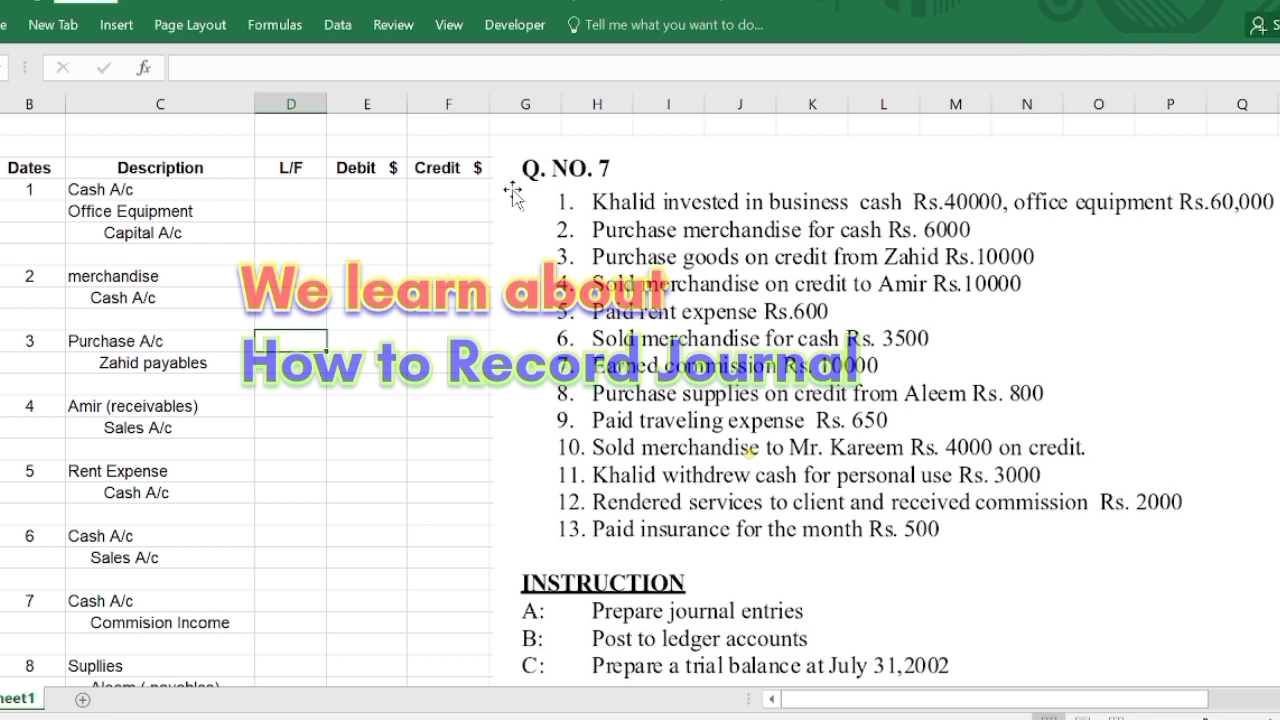 New Tab Insert Page Layout Formulas Data Review View Developer Tell me what you want to do...
fx
B C D E F G H I J K L M N O P Q
Dates Description L/F Debit $ Credit $
1 Cash A/c
Office Equipment
Capital A/c
2 merchandise
Cash A/c
3 Purchase A/c
Zahid payables
4 Amir (receivables)
Sales A/c
5 Rent Expense
Cash A/c
6 Cash A/c
Sales A/c
7 Cash A/c
Commision Income
8 Supllies
Aleem ( payables)
We learn about
How to Record Journal
Q. NO. 7
1. Khalid invested in business cash Rs.40000, office equipment Rs.60,000
2. Purchase merchandise for cash Rs. 6000
3. Purchase goods on credit from Zahid Rs.10000
4. Sold merchandise on credit to Amir Rs.10000
5. Paid rent expense Rs.600
6. Sold merchandise for cash Rs. 3500
7. Earned commission Rs. 10000
8. Purchase supplies on credit from Aleem Rs. 800
9. Paid traveling expense Rs. 650
10. Sold merchandise to Mr. Kareem Rs. 4000 on credit.
11. Khalid withdrew cash for personal use Rs. 3000
12. Rendered services to client and received commission Rs. 2000
13. Paid insurance for the month Rs. 500
INSTRUCTION
A: Prepare journal entries
B: Post to ledger accounts
C: Prepare a trial balance at July 31,2002
heet1